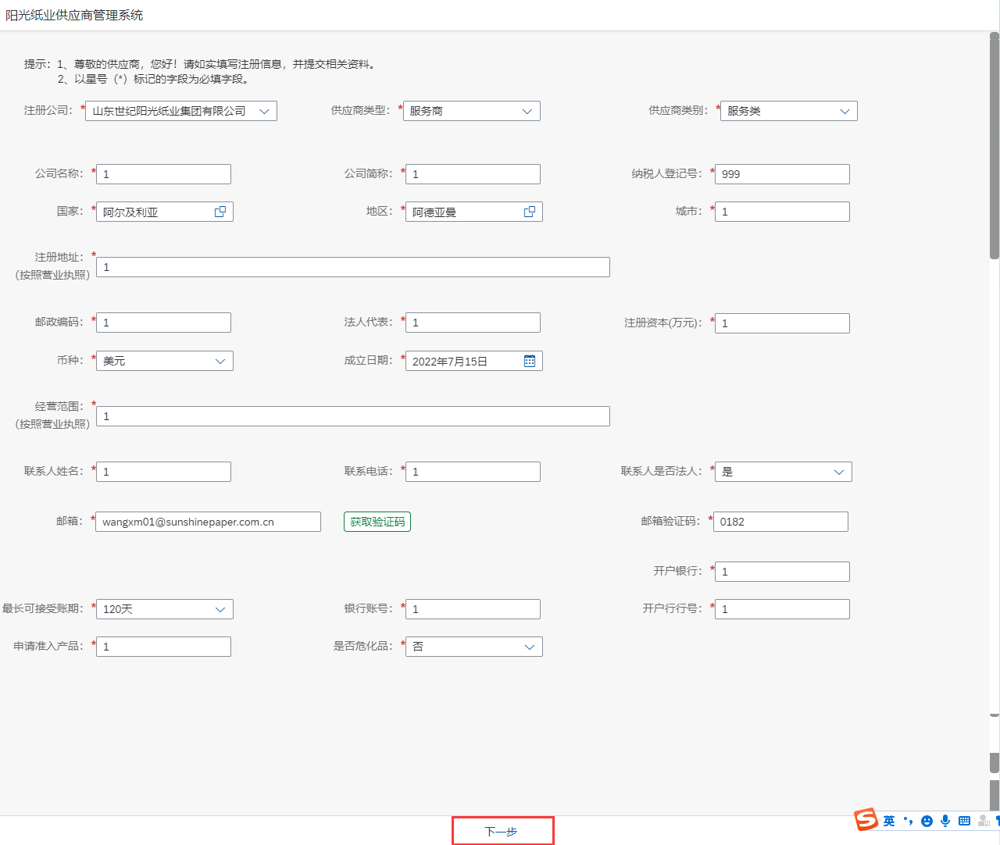 阳光纸业供应商管理系统
提示：1、尊敬的供应商，您好！请如实填写注册信息，并提交相关资料。
2、以星号（*）标记的字段为必填字段。
注册公司：*山东世纪阳光纸业集团有限公司 供应商类型：*服务商 供应商类别：*服务类
公司名称：*1 公司简称：*1 纳税人登记号：*999
国家：*阿尔及利亚 地区：*阿德亚曼 城市：*1
注册地址：*1
（按照营业执照）
邮政编码：*1 法人代表：*1 注册资本(万元)：*1
币种：*美元 成立日期：*2022年7月15日
经营范围：*1
（按照营业执照）
联系人姓名：*1 联系电话：*1 联系人是否法人：*是
邮箱：*wangxm01@sunshinepaper.com.cn 获取验证码 邮箱验证码：*0182
开户银行：*1
最长可接受账期：*120天 银行账号：*1 开户行行号：*1
申请准入产品：*1 是否危化品：*否
下一步
S 英